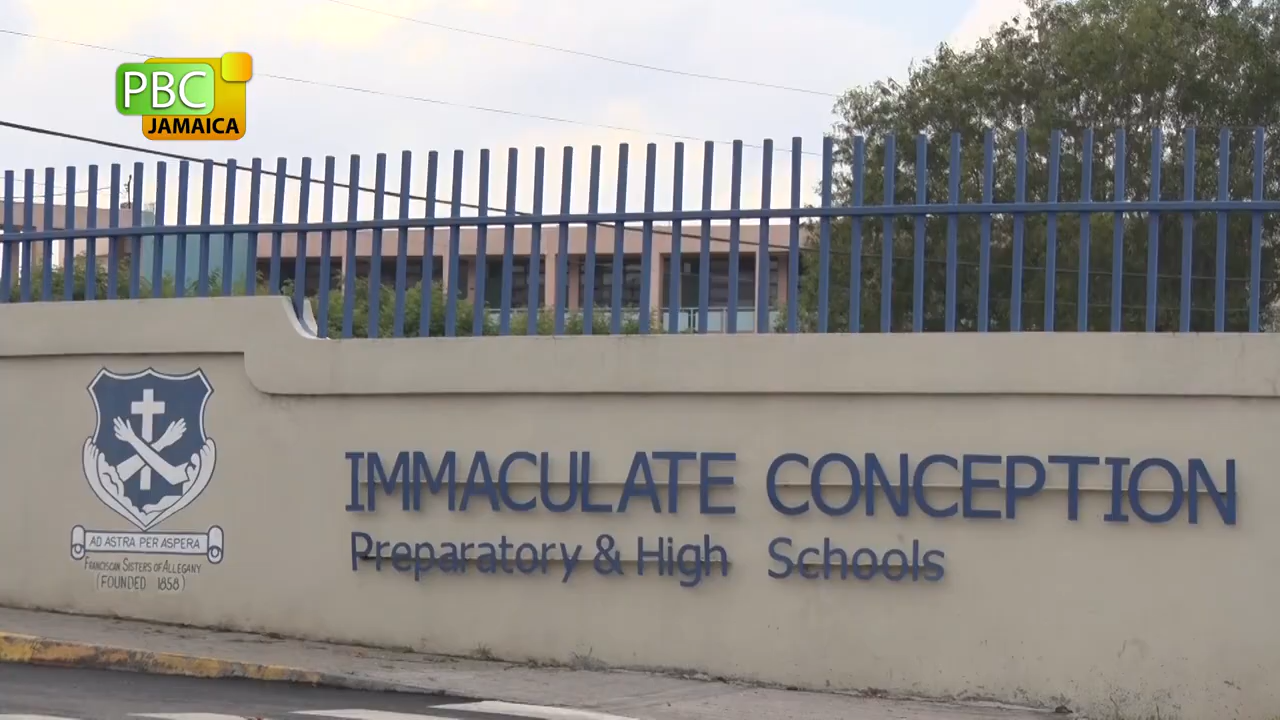 PBC
JAMAICA
IMMACULATE CONCEPTION
Preparatory & High Schools
AD ASTRA PER ASPERA
FRANCISCAN SISTERS OF ALLEGANY
(FOUNDED 1858)